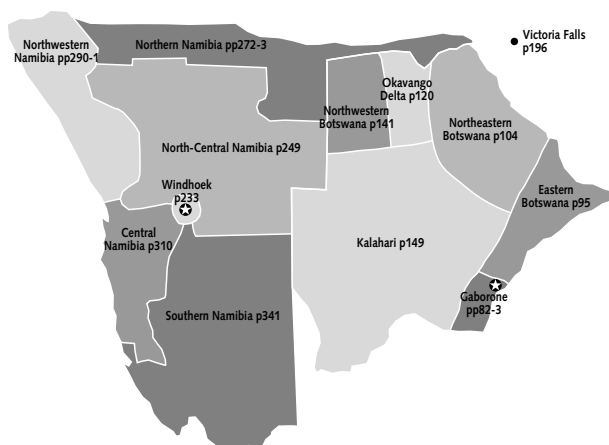 Northwestern
Namibia pp290-1
Northern Namibia pp272-3
Victoria Falls
p196
Okavango
Delta p120
Northwestern
Botswana p141
Northeastern
Botswana p104
North-Central Namibia p249
Windhoek
p233
Eastern
Botswana p95
Central
Namibia p310
Kalahari p149
Gaborone
pp82-3
Southern Namibia p341